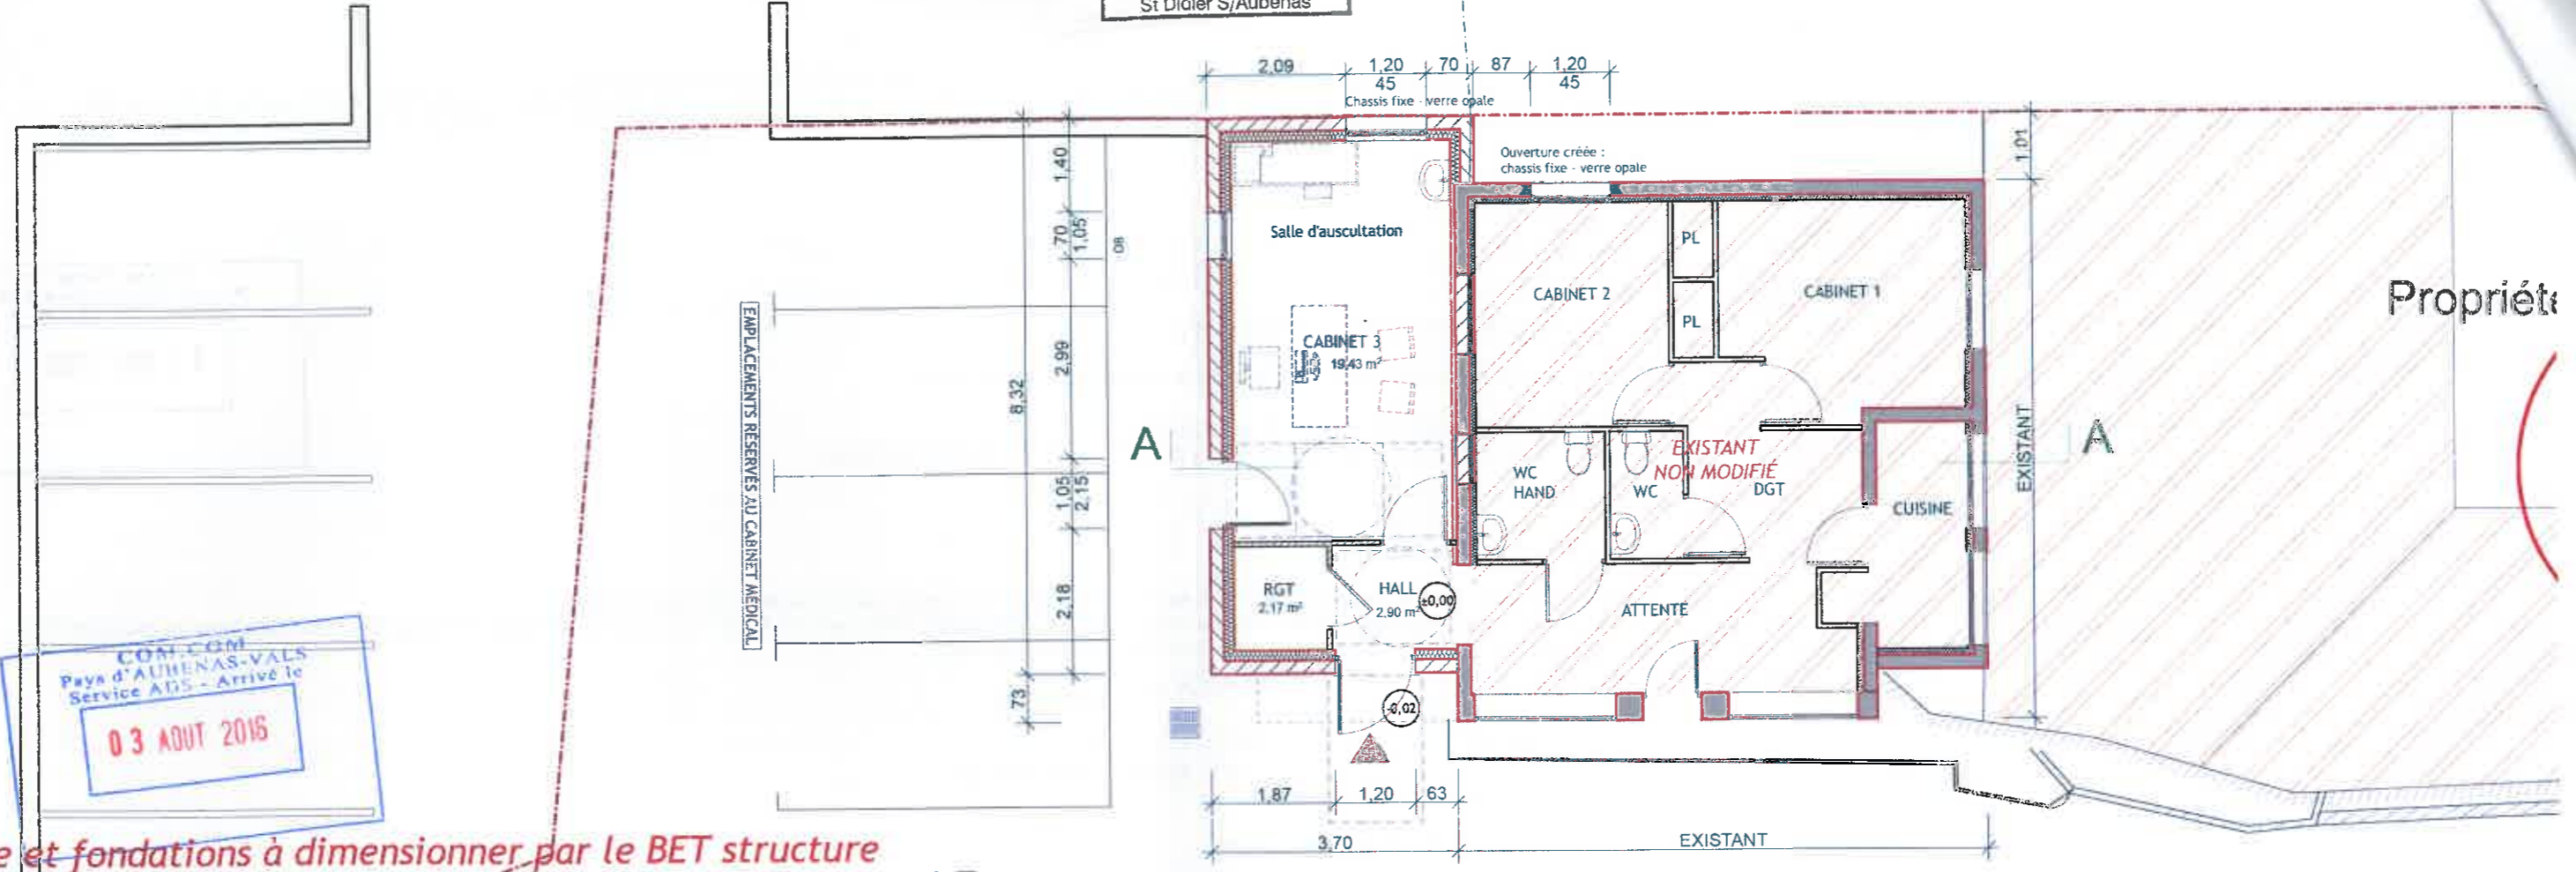 St Didier S/Aubenas
2,09
1,20
70
87
1,20
45
45
Chassis fixe - verre opale
Ouverture créée :
chassis fixe - verre opale
1,01
1,40
70
1,05
80
2,99
8,32
1,05
2,15
2,18
73
EMPLACEMENTS RÉSERVÉS AU CABINET MÉDICAL
Salle d'auscultation
CABINET 3
19,43 m²
CABINET 2
PL
PL
CABINET 1
Propriét
A
A
EXISTANT
NON MODIFIÉ
WC
HAND
WC
DGT
CUISINE
EXISTANT
RGT
2,17 m²
HALL
2,90 m²
±0,00
ATTENTE
-0,02
1,87
1,20
63
3,70
EXISTANT
COM.COM
Pays d'AUBENAS-VALS
Service ADS - Arrivé le
03 AOUT 2016
e et fondations à dimensionner par le BET structure